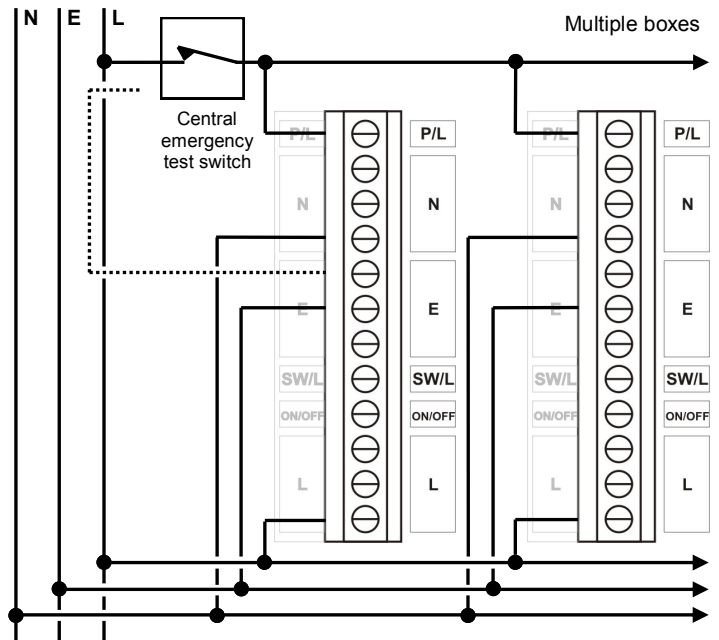 N E L
Multiple boxes
Central
emergency
test switch
P/L P/L
N N
E E
SW/L SW/L
ON/OFF ON/OFF
L L
P/L P/L
N N
E E
SW/L SW/L
ON/OFF ON/OFF
L L